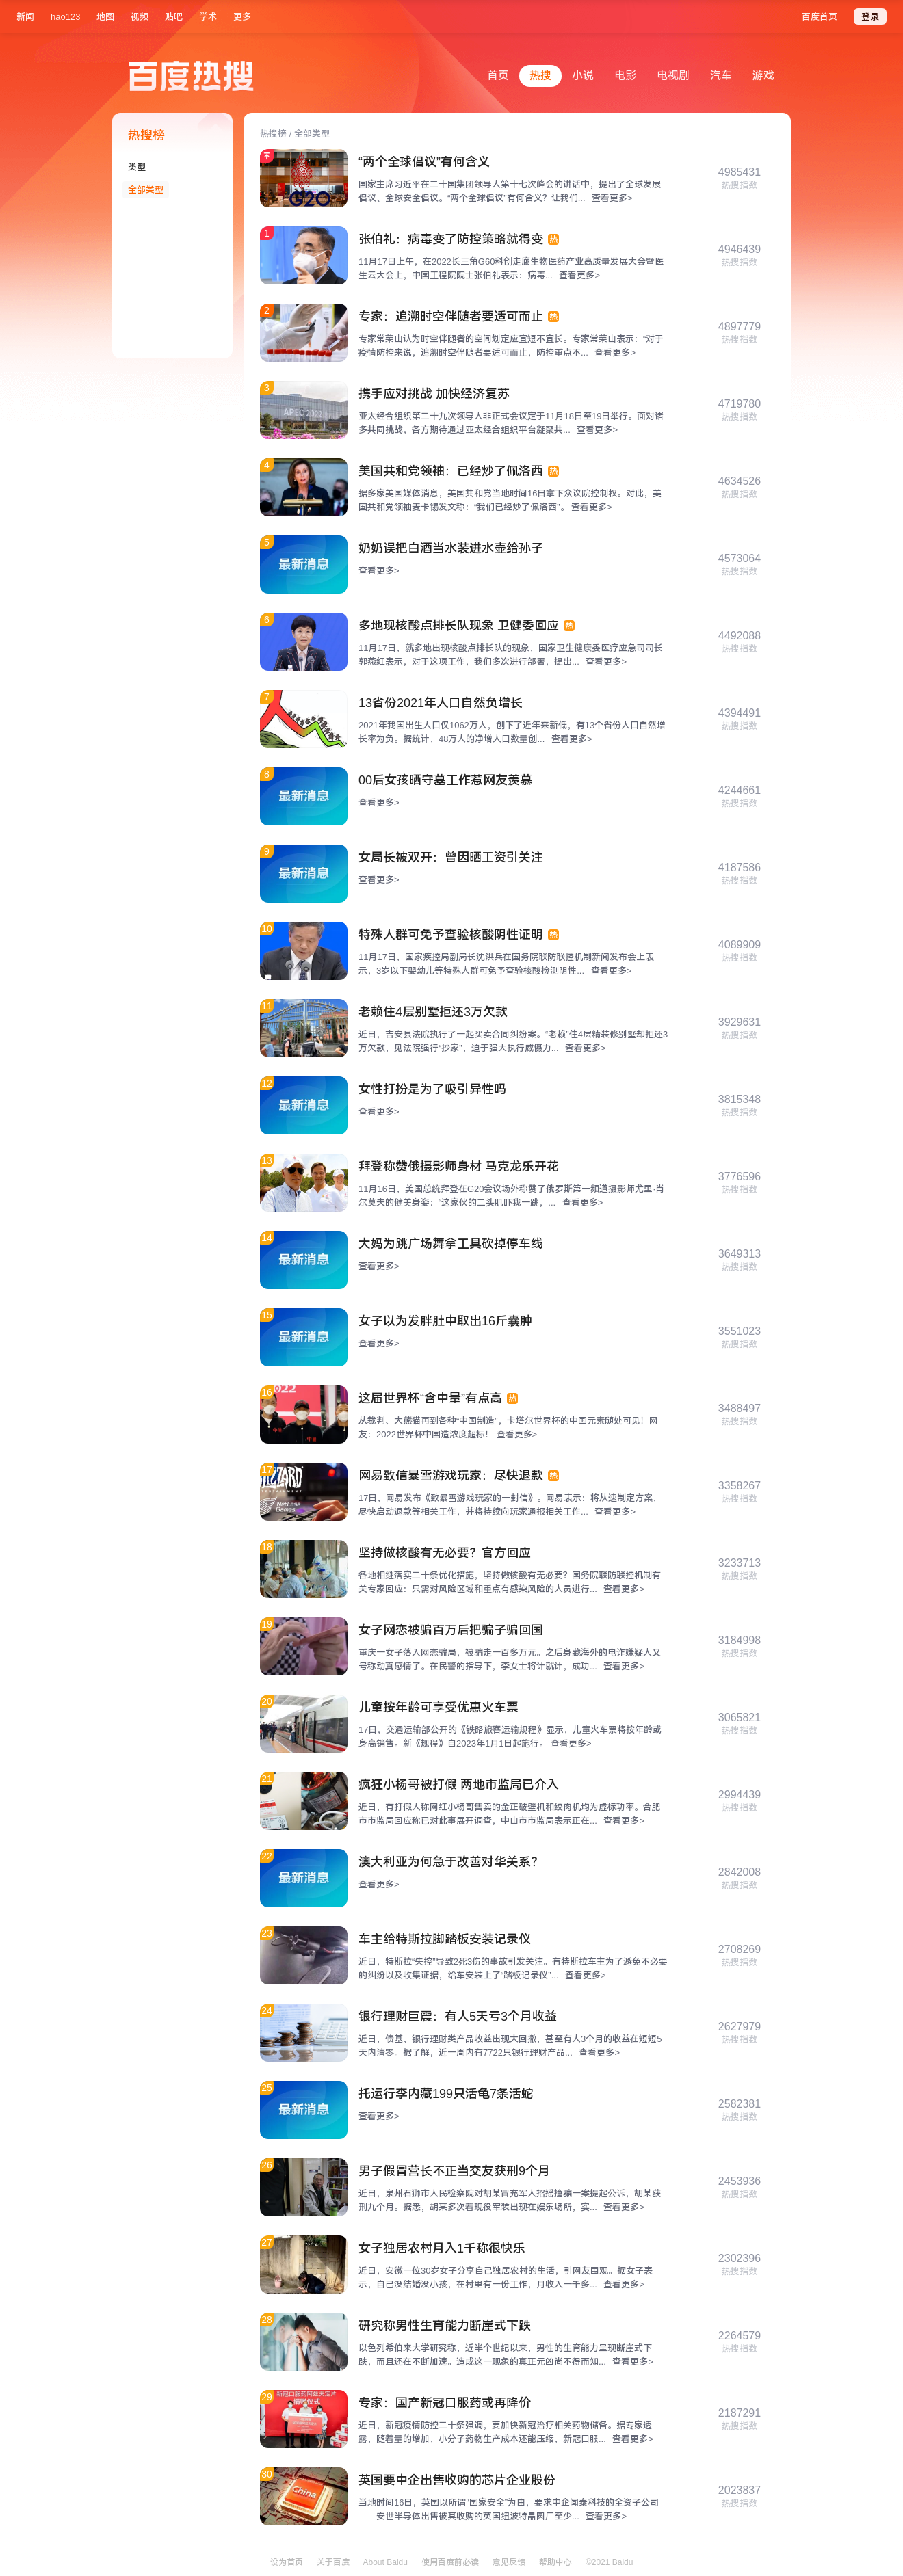 新闻 hao123 地图 视频 贴吧 学术 更多 百度首页 登录
百度热搜
首页 热搜 小说 电影 电视剧 汽车 游戏
热搜榜
类型
全部类型
热搜榜 / 全部类型
G20
“两个全球倡议”有何含义
国家主席习近平在二十国集团领导人第十七次峰会的讲话中，提出了全球发展
倡议、全球安全倡议。“两个全球倡议”有何含义？让我们... 查看更多>
4985431
热搜指数
1
张伯礼：病毒变了防控策略就得变 热
11月17日上午，在2022长三角G60科创走廊生物医药产业高质量发展大会暨医
生云大会上，中国工程院院士张伯礼表示：病毒... 查看更多>
4946439
热搜指数
2
专家：追溯时空伴随者要适可而止 热
专家常荣山认为时空伴随者的空间划定应宜短不宜长。专家常荣山表示：“对于
疫情防控来说，追溯时空伴随者要适可而止，防控重点不... 查看更多>
4897779
热搜指数
3
APEC 2022
携手应对挑战 加快经济复苏
亚太经合组织第二十九次领导人非正式会议定于11月18日至19日举行。面对诸
多共同挑战，各方期待通过亚太经合组织平台凝聚共... 查看更多>
4719780
热搜指数
4
美国共和党领袖：已经炒了佩洛西 热
据多家美国媒体消息，美国共和党当地时间16日拿下众议院控制权。对此，美
国共和党领袖麦卡锡发文称：“我们已经炒了佩洛西”。 查看更多>
4634526
热搜指数
5
最新消息
奶奶误把白酒当水装进水壶给孙子
查看更多>
4573064
热搜指数
6
多地现核酸点排长队现象 卫健委回应 热
11月17日，就多地出现核酸点排长队的现象，国家卫生健康委医疗应急司司长
郭燕红表示，对于这项工作，我们多次进行部署，提出... 查看更多>
4492088
热搜指数
7
13省份2021年人口自然负增长
2021年我国出生人口仅1062万人，创下了近年来新低，有13个省份人口自然增
长率为负。据统计，48万人的净增人口数量创... 查看更多>
4394491
热搜指数
8
最新消息
00后女孩晒守墓工作惹网友羡慕
查看更多>
4244661
热搜指数
9
最新消息
女局长被双开：曾因晒工资引关注
查看更多>
4187586
热搜指数
10
特殊人群可免予查验核酸阴性证明 热
11月17日，国家疾控局副局长沈洪兵在国务院联防联控机制新闻发布会上表
示，3岁以下婴幼儿等特殊人群可免予查验核酸检测阴性... 查看更多>
4089909
热搜指数
11
老赖住4层别墅拒还3万欠款
近日，吉安县法院执行了一起买卖合同纠纷案。“老赖”住4层精装修别墅却拒还3
万欠款，见法院强行“抄家”，迫于强大执行威慑力... 查看更多>
3929631
热搜指数
12
最新消息
女性打扮是为了吸引异性吗
查看更多>
3815348
热搜指数
13
拜登称赞俄摄影师身材 马克龙乐开花
11月16日，美国总统拜登在G20会议场外称赞了俄罗斯第一频道摄影师尤里·肖
尔莫夫的健美身姿：“这家伙的二头肌吓我一跳，... 查看更多>
3776596
热搜指数
14
最新消息
大妈为跳广场舞拿工具砍掉停车线
查看更多>
3649313
热搜指数
15
最新消息
女子以为发胖肚中取出16斤囊肿
查看更多>
3551023
热搜指数
16
这届世界杯“含中量”有点高 热
从裁判、大熊猫再到各种“中国制造”，卡塔尔世界杯的中国元素随处可见！网
友：2022世界杯中国造浓度超标！ 查看更多>
3488497
热搜指数
17
NetEase Games
网易致信暴雪游戏玩家：尽快退款 热
17日，网易发布《致暴雪游戏玩家的一封信》。网易表示：将从速制定方案，
尽快启动退款等相关工作，并将持续向玩家通报相关工作... 查看更多>
3358267
热搜指数
18
坚持做核酸有无必要？官方回应
各地相继落实二十条优化措施，坚持做核酸有无必要？国务院联防联控机制有
关专家回应：只需对风险区域和重点有感染风险的人员进行... 查看更多>
3233713
热搜指数
19
女子网恋被骗百万后把骗子骗回国
重庆一女子落入网恋骗局，被骗走一百多万元。之后身藏海外的电诈嫌疑人又
号称动真感情了。在民警的指导下，李女士将计就计，成功... 查看更多>
3184998
热搜指数
20
儿童按年龄可享受优惠火车票
17日，交通运输部公开的《铁路旅客运输规程》显示，儿童火车票将按年龄或
身高销售。新《规程》自2023年1月1日起施行。 查看更多>
3065821
热搜指数
21
疯狂小杨哥被打假 两地市监局已介入
近日，有打假人称网红小杨哥售卖的金正破壁机和绞肉机均为虚标功率。合肥
市市监局回应称已对此事展开调查，中山市市监局表示正在... 查看更多>
2994439
热搜指数
22
最新消息
澳大利亚为何急于改善对华关系？
查看更多>
2842008
热搜指数
23
车主给特斯拉脚踏板安装记录仪
近日，特斯拉“失控”导致2死3伤的事故引发关注。有特斯拉车主为了避免不必要
的纠纷以及收集证据，给车安装上了“踏板记录仪”... 查看更多>
2708269
热搜指数
24
银行理财巨震：有人5天亏3个月收益
近日，债基、银行理财类产品收益出现大回撤，甚至有人3个月的收益在短短5
天内清零。据了解，近一周内有7722只银行理财产品... 查看更多>
2627979
热搜指数
25
最新消息
托运行李内藏199只活龟7条活蛇
查看更多>
2582381
热搜指数
26
男子假冒营长不正当交友获刑9个月
近日，泉州石狮市人民检察院对胡某冒充军人招摇撞骗一案提起公诉，胡某获
刑九个月。据悉，胡某多次着现役军装出现在娱乐场所，实... 查看更多>
2453936
热搜指数
27
女子独居农村月入1千称很快乐
近日，安徽一位30岁女子分享自己独居农村的生活，引网友围观。据女子表
示，自己没结婚没小孩，在村里有一份工作，月收入一千多... 查看更多>
2302396
热搜指数
28
研究称男性生育能力断崖式下跌
以色列希伯来大学研究称，近半个世纪以来，男性的生育能力呈现断崖式下
跌，而且还在不断加速。造成这一现象的真正元凶尚不得而知... 查看更多>
2264579
热搜指数
29
捐赠仪式
专家：国产新冠口服药或再降价
近日，新冠疫情防控二十条强调，要加快新冠治疗相关药物储备。据专家透
露，随着量的增加，小分子药物生产成本还能压缩，新冠口服... 查看更多>
2187291
热搜指数
30
China
英国要中企出售收购的芯片企业股份
当地时间16日，英国以所谓“国家安全”为由，要求中企闻泰科技的全资子公司
——安世半导体出售被其收购的英国纽波特晶圆厂至少... 查看更多>
2023837
热搜指数
设为首页 关于百度 About Baidu 使用百度前必读 意见反馈 帮助中心 ©2021 Baidu